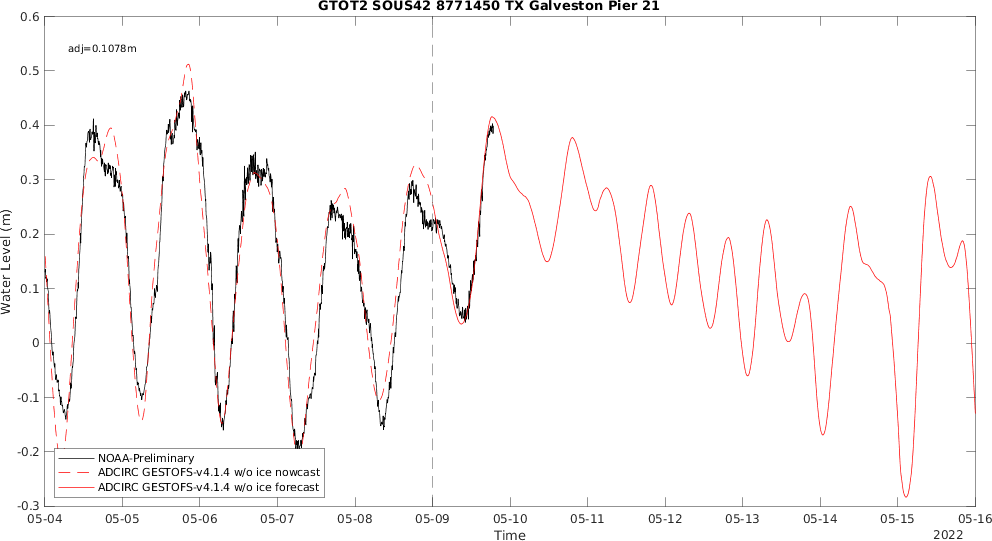 GTOT2 SOUS42 8771450 TX Galveston Pier 21
0.6
adj=0.1078m
0.5
0.4
0.3
0.2
0.1
0
-0.1
-0.2
-0.3
Water Level (m)
NOAA-Preliminary
ADCIRC GESTOFS-v4.1.4 w/o ice nowcast
ADCIRC GESTOFS-v4.1.4 w/o ice forecast
05-04 05-05 05-06 05-07 05-08 05-09 05-10 05-11 05-12 05-13 05-14 05-15 05-16
Time
2022